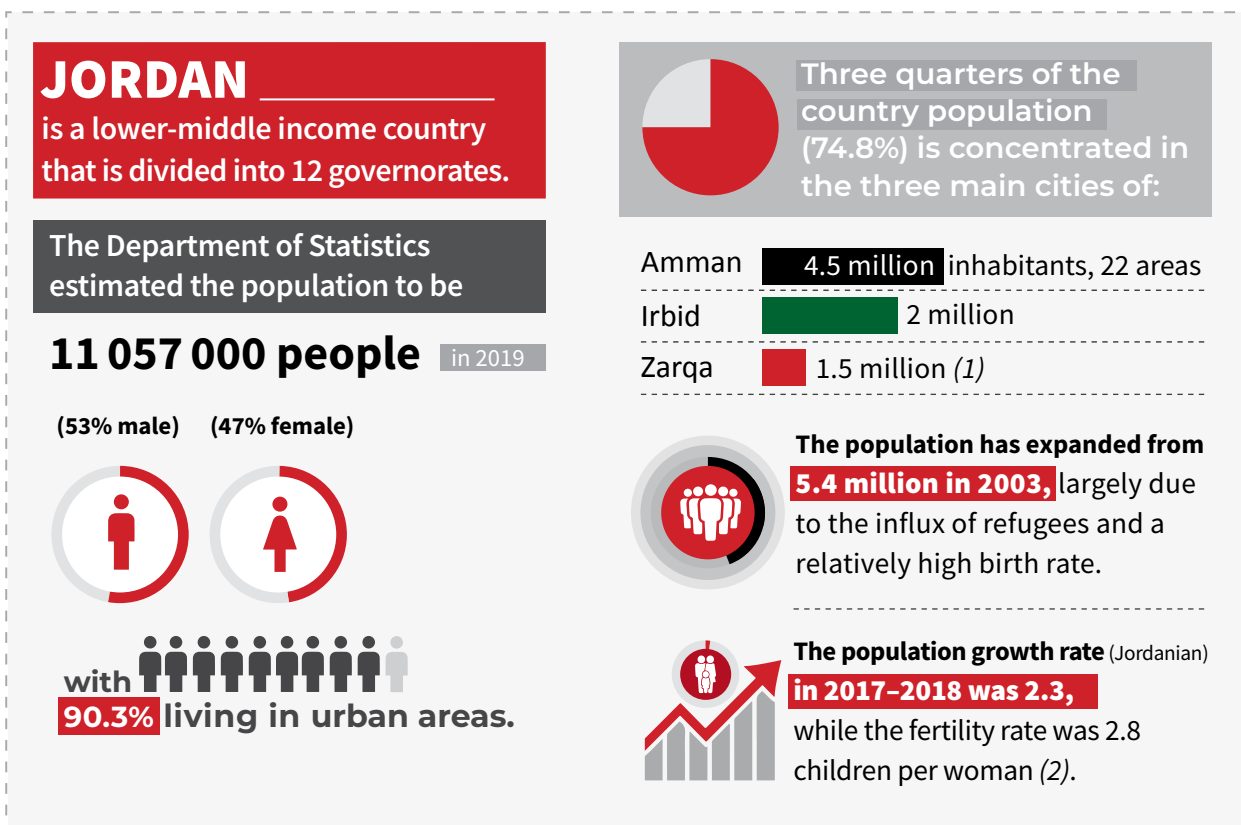 JORDAN
is a lower-middle income country
that is divided into 12 governorates.
The Department of Statistics
estimated the population to be
11 057 000 people in 2019
(53% male) (47% female)
with
90.3% living in urban areas.
Three quarters of the
country population
(74.8%) is concentrated in
the three main cities of:
Amman 4.5 million inhabitants, 22 areas
Irbid 2 million
Zarqa 1.5 million (1)
The population has expanded from
5.4 million in 2003, largely due
to the influx of refugees and a
relatively high birth rate.
The population growth rate (Jordanian)
in 2017–2018 was 2.3,
while the fertility rate was 2.8
children per woman (2).